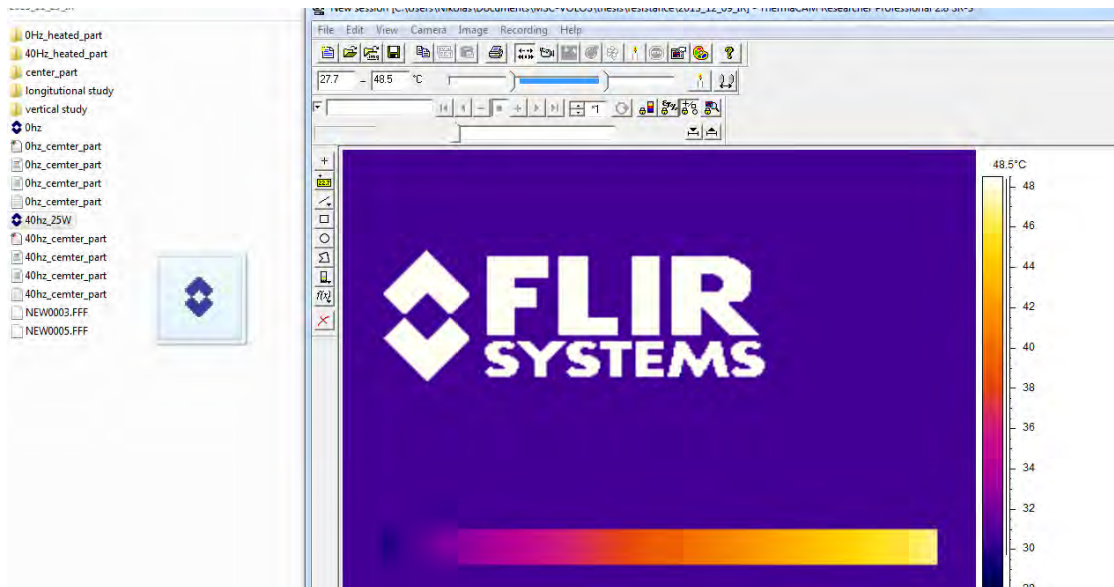 0Hz_heated_part
40Hz_heated_part
center_part
longitutional study
vertical study
0hz
0hz_cemter_part
0hz_cemter_part
0hz_cemter_part
0hz_cemter_part
40hz_25W
40hz_cemter_part
40hz_cemter_part
40hz_cemter_part
40hz_cemter_part
NEW0003.FFF
NEW0005.FFF
File Edit View Camera Image Recording Help
27.7 – 48.5 °C
FLIR
SYSTEMS
48.5°C
48
46
44
42
40
38
36
34
32
30